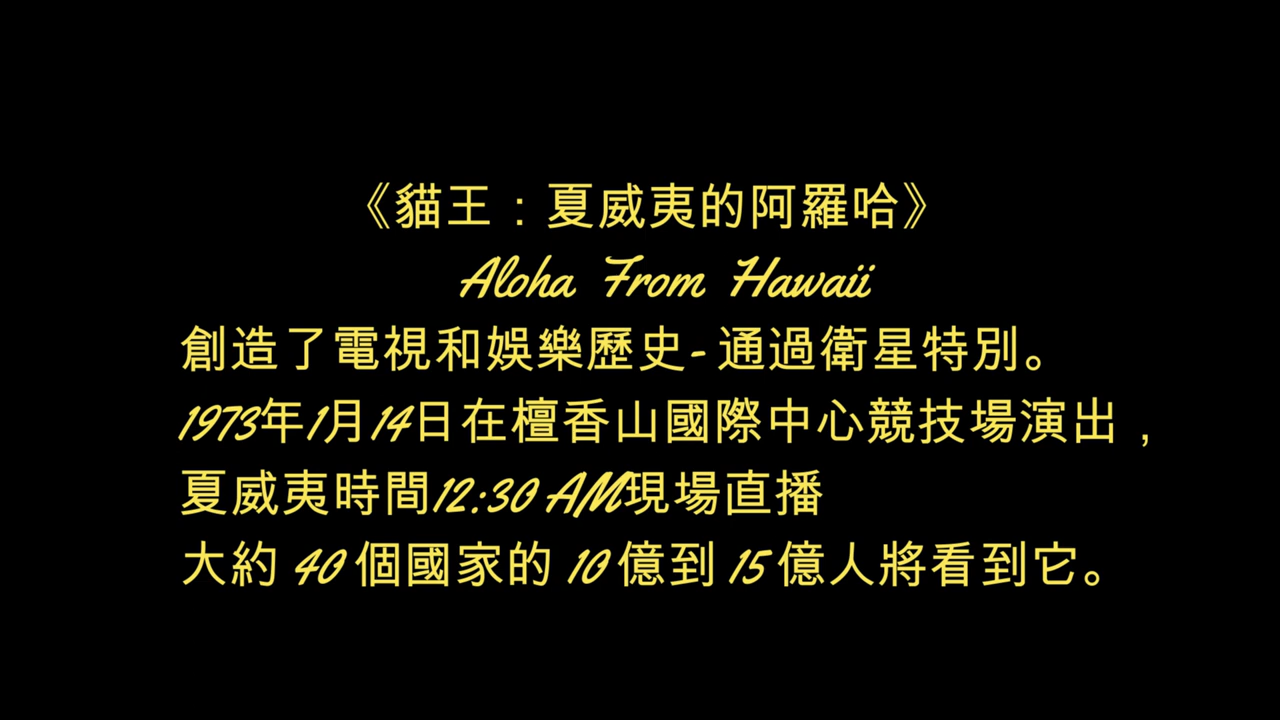 《貓王：夏威夷的阿羅哈》
Aloha From Hawaii
創造了電視和娛樂歷史- 通過衛星特別。
1973年1月14日在檀香山國際中心競技場演出，
夏威夷時間12:30 AM現場直播
大約 40 個國家的 10 億到 15 億人將看到它。